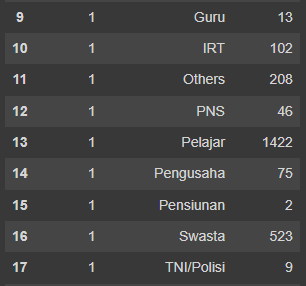 9 1 Guru 13
10 1 IRT 102
11 1 Others 208
12 1 PNS 46
13 1 Pelajar 1422
14 1 Pengusaha 75
15 1 Pensiunan 2
16 1 Swasta 523
17 1 TNI/Polisi 9